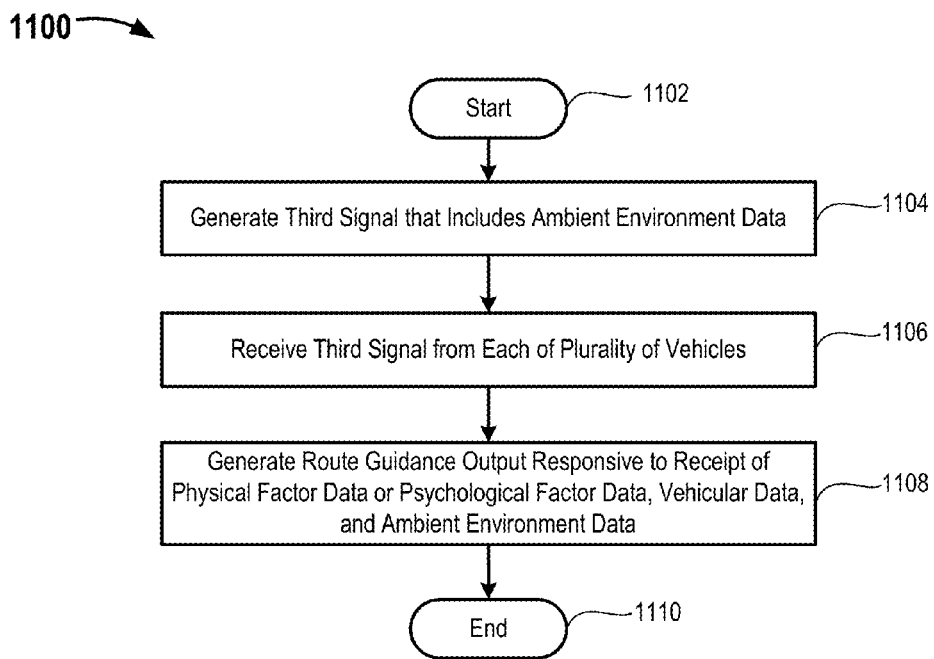 1100
Start
1102
Generate Third Signal that Includes Ambient Environment Data
1104
Receive Third Signal from Each of Plurality of Vehicles
1106
Generate Route Guidance Output Responsive to Receipt of
Physical Factor Data or Psychological Factor Data, Vehicular Data,
and Ambient Environment Data
1108
End
1110